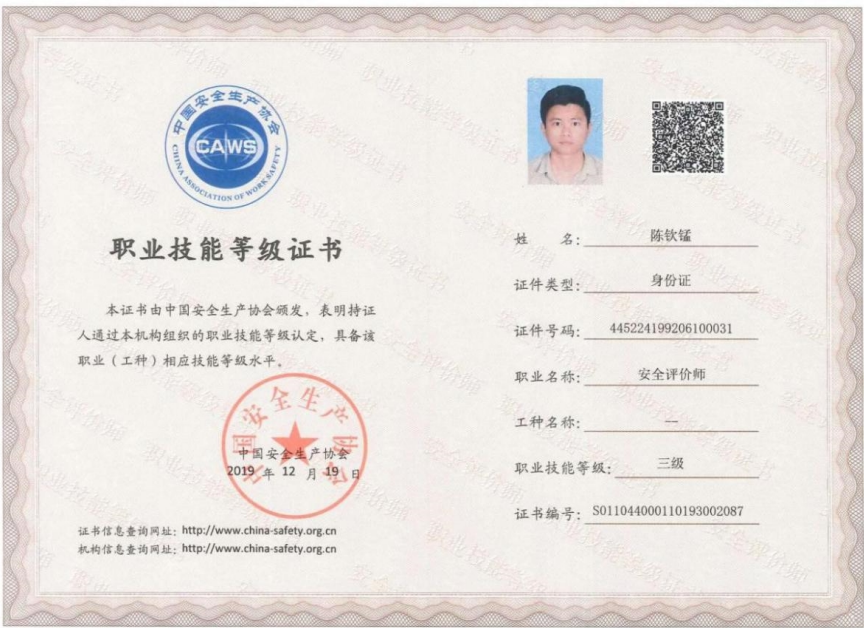 中国安全生产协会
CAWS
CHINA ASSOCIATION OF WORK SAFETY
职业技能等级证书
本证书由中国安全生产协会颁发，表明持证
人通过本机构组织的职业技能等级认定，具备该
职业（工种）相应技能等级水平。
中国安全生产协会
中国安全生产协会
2019 年 12 月 19 日
证书信息查询网址：http://www.china-safety.org.cn
机构信息查询网址：http://www.china-safety.org.cn
姓 名：陈钦锰
证件类型：身份证
证件号码：445224199206100031
职业名称：安全评价师
工种名称：—
职业技能等级：三级
证书编号：S011044000110193002087